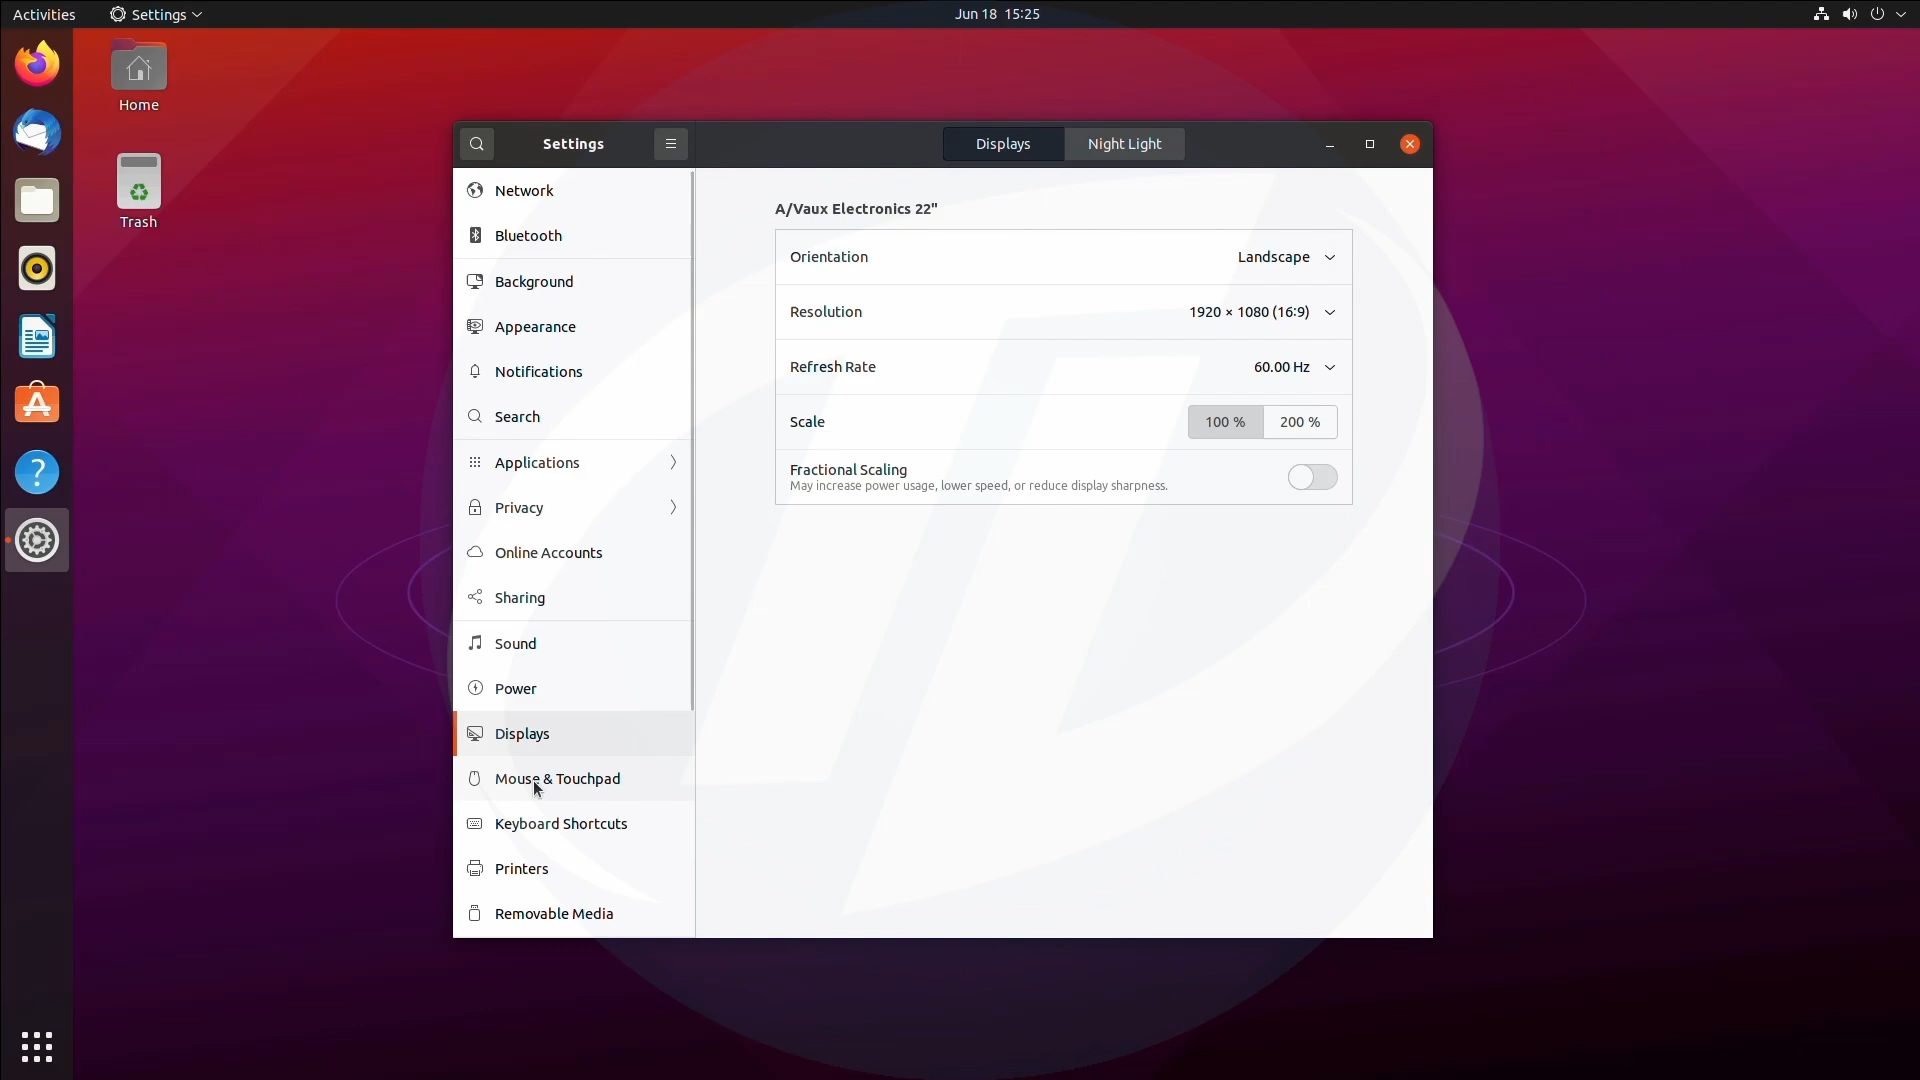 Activities
Settings
Jun 18 15:25
Home
Trash
Settings
Displays
Night Light
Network
Bluetooth
Background
Appearance
Notifications
Search
Applications
Privacy
Online Accounts
Sharing
Sound
Power
Displays
Mouse & Touchpad
Keyboard Shortcuts
Printers
Removable Media
A/Vaux Electronics 22"
Orientation
Landscape
Resolution
1920 × 1080 (16:9)
Refresh Rate
60.00 Hz
Scale
100 %
200 %
Fractional Scaling
May increase power usage, lower speed, or reduce display sharpness.